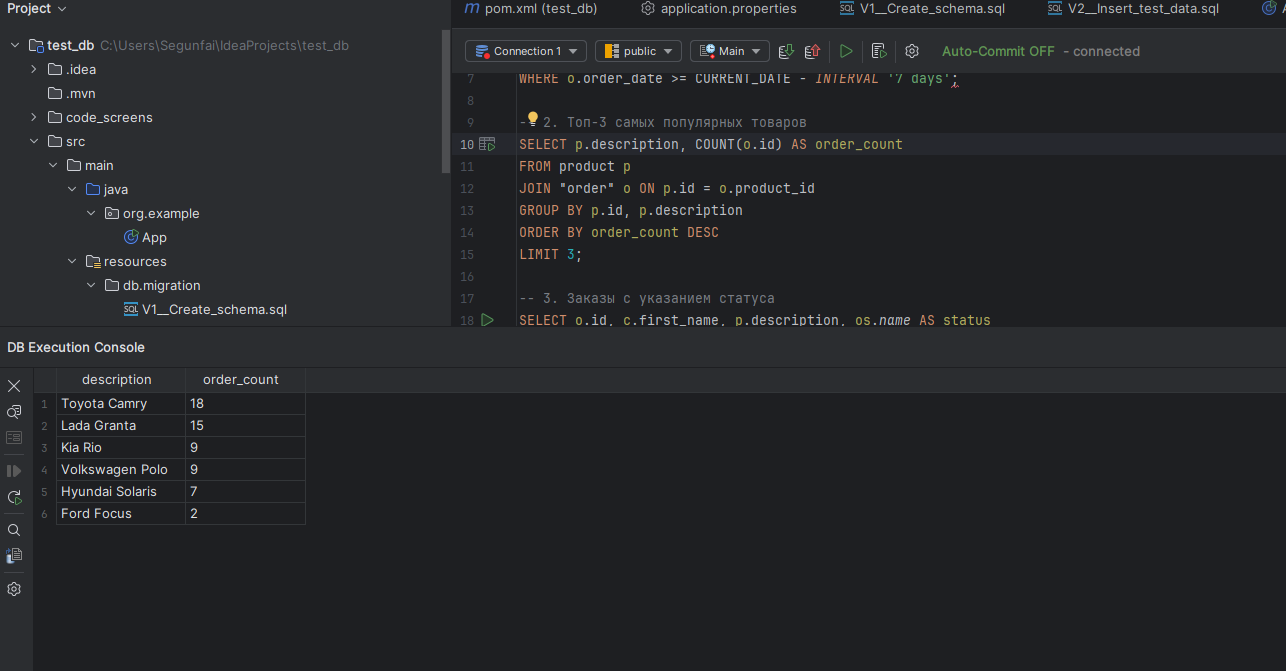 Project
m pom.xml (test_db)
application.properties
SQL V1__Create_schema.sql
SQL V2__Insert_test_data.sql
test_db C:\Users\Segunfai\IdeaProjects\test_db
.idea
.mvn
code_screens
src
main
java
org.example
App
resources
db.migration
SQL V1__Create_schema.sql
Connection 1
public
Main
Auto-Commit OFF - connected
7 WHERE o.order_date >= CURRENT_DATE - INTERVAL '7 days';
8
9 - 2. Топ-3 самых популярных товаров
10 SELECT p.description, COUNT(o.id) AS order_count
11 FROM product p
12 JOIN "order" o ON p.id = o.product_id
13 GROUP BY p.id, p.description
14 ORDER BY order_count DESC
15 LIMIT 3;
16
17 -- 3. Заказы с указанием статуса
18 SELECT o.id, c.first_name, p.description, os.name AS status
DB Execution Console
description order_count
1 Toyota Camry 18
2 Lada Granta 15
3 Kia Rio 9
4 Volkswagen Polo 9
5 Hyundai Solaris 7
6 Ford Focus 2